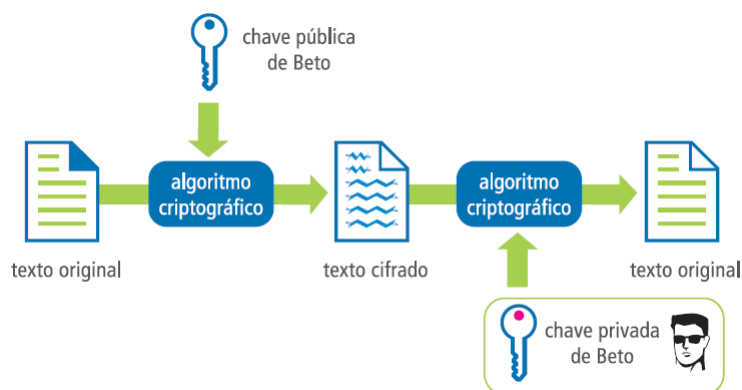 chave pública
de Beto
algoritmo
criptográfico
algoritmo
criptográfico
texto original
texto cifrado
texto original
chave privada
de Beto